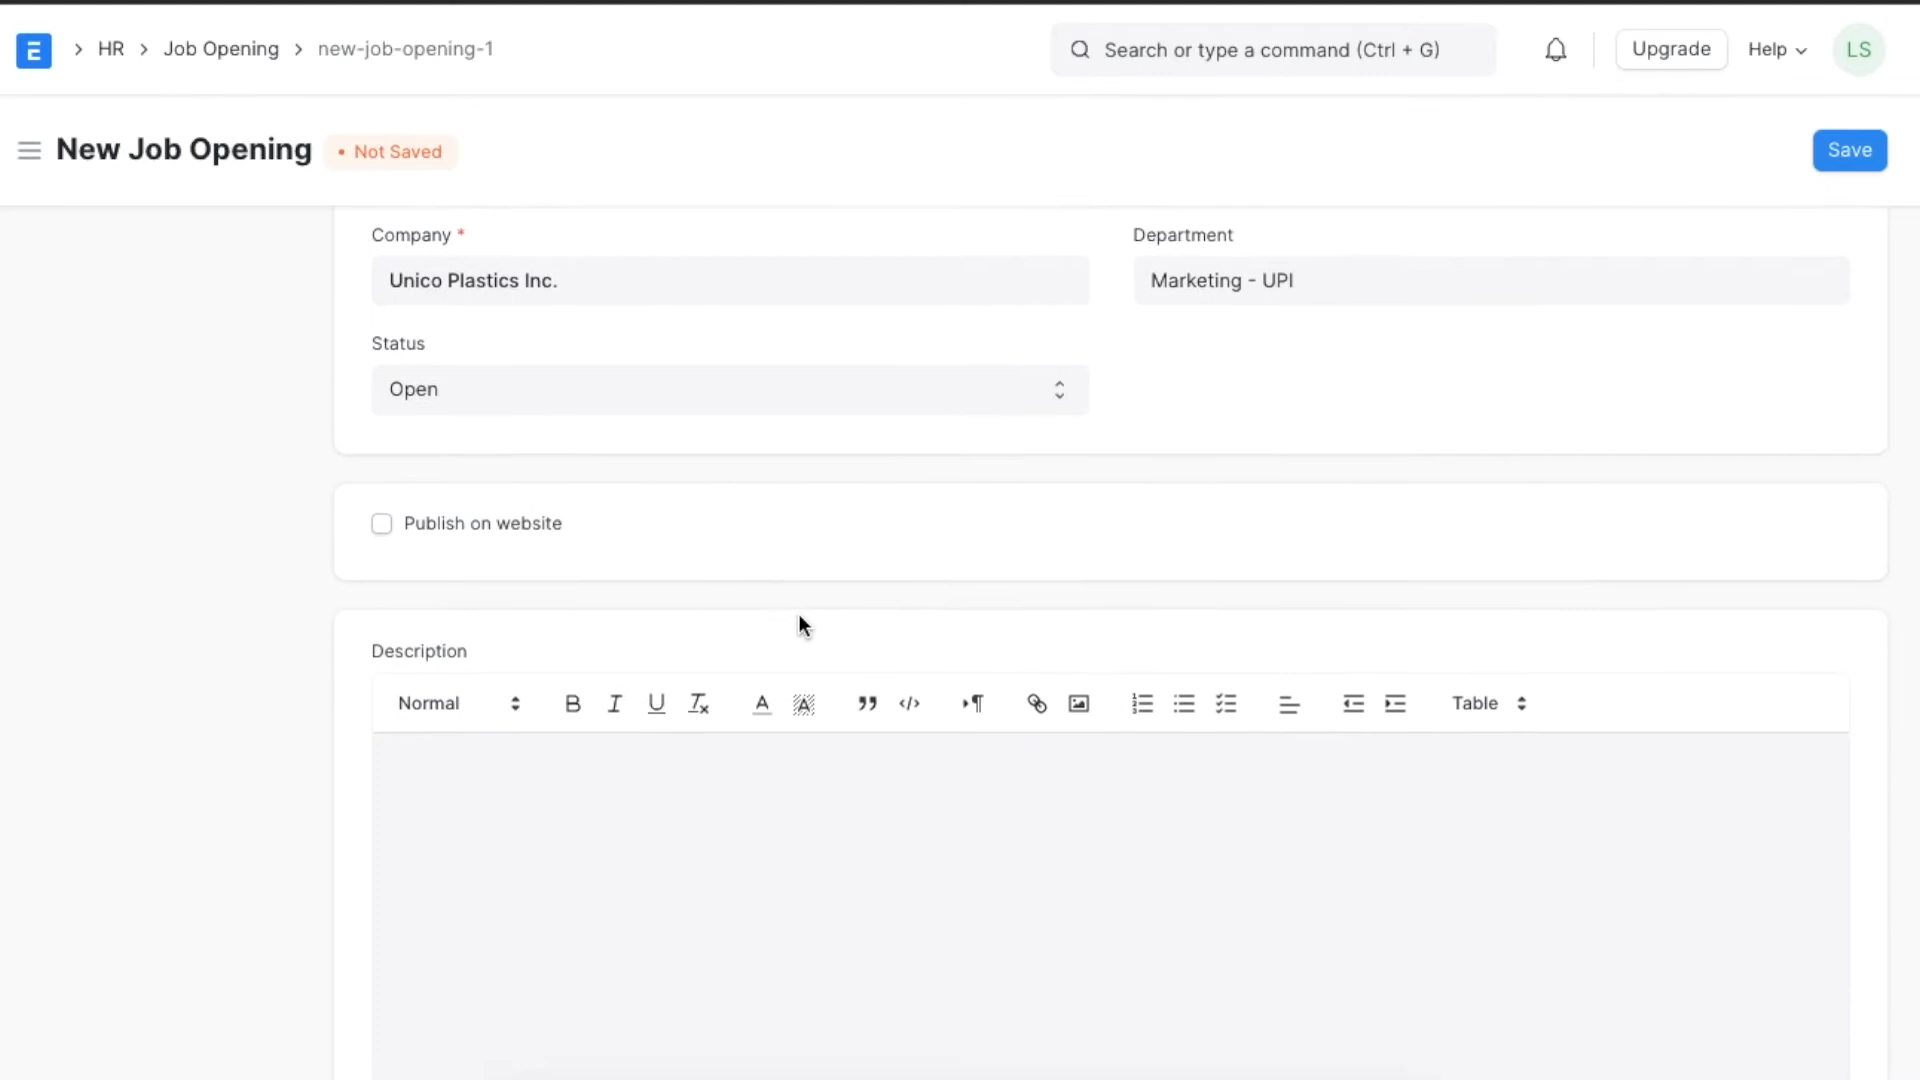 E > HR > Job Opening > new-job-opening-1
Search or type a command (Ctrl + G)
Upgrade
Help
LS
New Job Opening
• Not Saved
Save
Company *
Department
Unico Plastics Inc.
Marketing - UPI
Status
Open
Publish on website
Description
Normal
Table